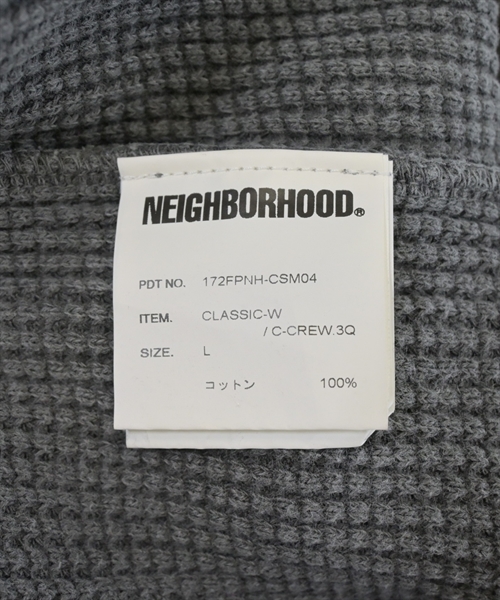 NEIGHBORHOOD®
PDT NO. 172FPNH-CSM04
ITEM. CLASSIC-W
/ C-CREW.3Q
SIZE. L
コットン 100%